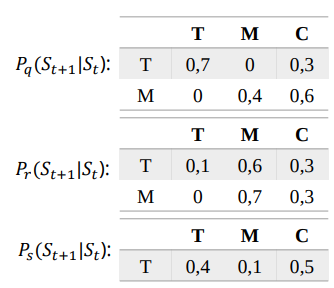 T M C
P_q(S_{t+1}|S_t): T 0,7 0 0,3
M 0 0,4 0,6
T M C
P_r(S_{t+1}|S_t): T 0,1 0,6 0,3
M 0 0,7 0,3
T M C
P_s(S_{t+1}|S_t): T 0,4 0,1 0,5